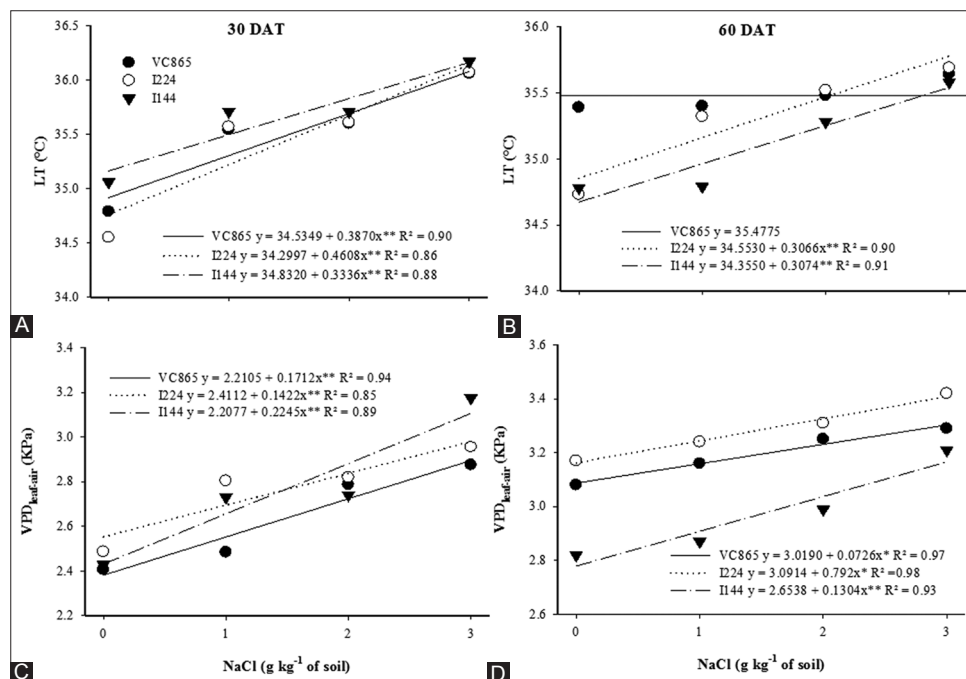 30 DAT
36.5
36.0
35.5
35.0
34.5
34.0
LT (°C)
VC865
I224
I144
VC865 y = 34.5349 + 0.3870x** R² = 0.90
I224 y = 34.2997 + 0.4608x** R² = 0.86
I144 y = 34.8320 + 0.3336x** R² = 0.88
A
60 DAT
36.0
35.5
35.0
34.5
34.0
LT (°C)
VC865 y = 35.4775
I224 y = 34.5530 + 0.3066x** R² = 0.90
I144 y = 34.3550 + 0.3074** R² = 0.91
B
3.4
3.2
3.0
2.8
2.6
2.4
2.2
VPDleaf-air (KPa)
VC865 y = 2.2105 + 0.1712x** R² = 0.94
I224 y = 2.4112 + 0.1422x** R² = 0.85
I144 y = 2.2077 + 0.2245x** R² = 0.89
0 1 2 3
NaCl (g kg-1 of soil)
C
3.6
3.4
3.2
3.0
2.8
2.6
VPDleaf-air (KPa)
VC865 y = 3.0190 + 0.0726x* R² = 0.97
I224 y = 3.0914 + 0.792x* R² =0.98
I144 y = 2.6538 + 0.1304x** R² = 0.93
0 1 2 3
NaCl (g kg-1 of soil)
D